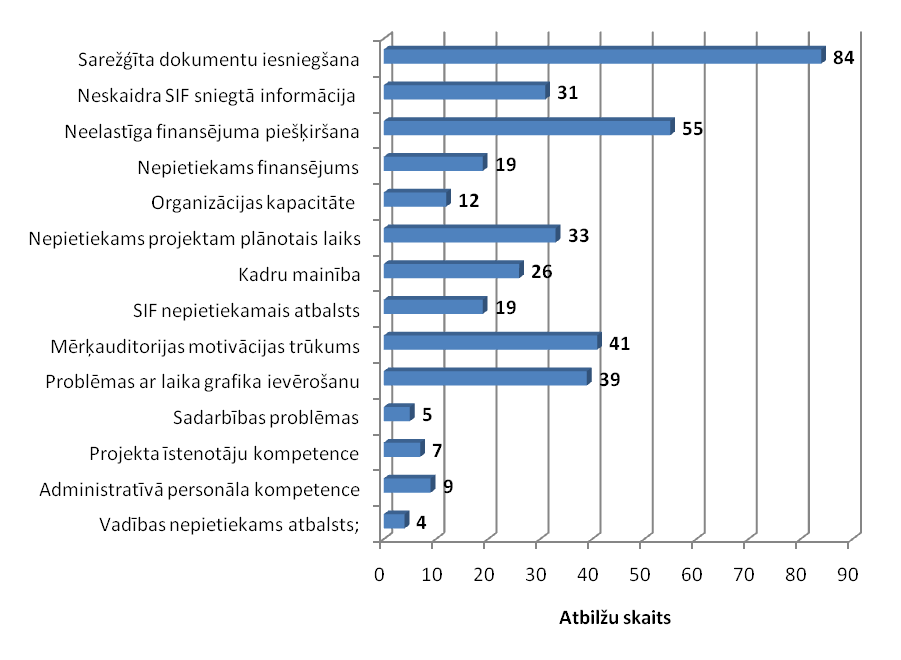 Sarežģīta dokumentu iesniegšana 84
Neskaidra SIF sniegtā informācija 31
Neelastīga finansējuma piešķiršana 55
Nepietiekams finansējums 19
Organizācijas kapacitāte 12
Nepietiekams projektam plānotais laiks 33
Kadru mainība 26
SIF nepietiekamais atbalsts 19
Mērķauditorijas motivācijas trūkums 41
Problēmas ar laika grafika ievērošanu 39
Sadarbības problēmas 5
Projekta īstenotāju kompetence 7
Administratīvā personāla kompetence 9
Vadības nepietiekams atbalsts; 4
0 10 20 30 40 50 60 70 80 90
Atbilžu skaits